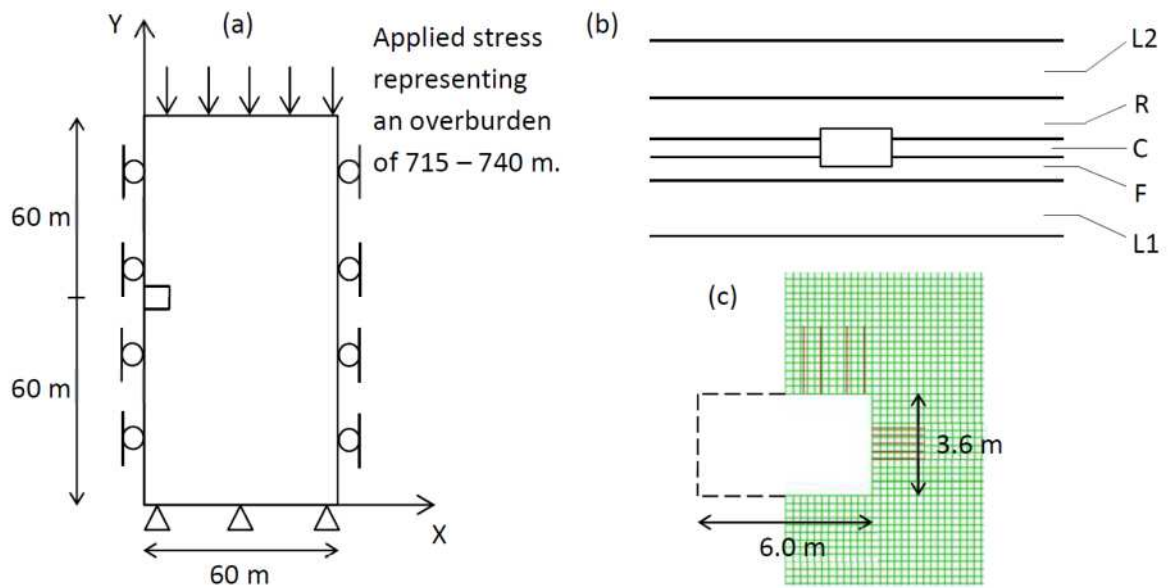 Y
(a)
Applied stress
representing
an overburden
of 715 – 740 m.
60 m
60 m
X
60 m
(b)
L2
R
C
F
L1
(c)
3.6 m
6.0 m